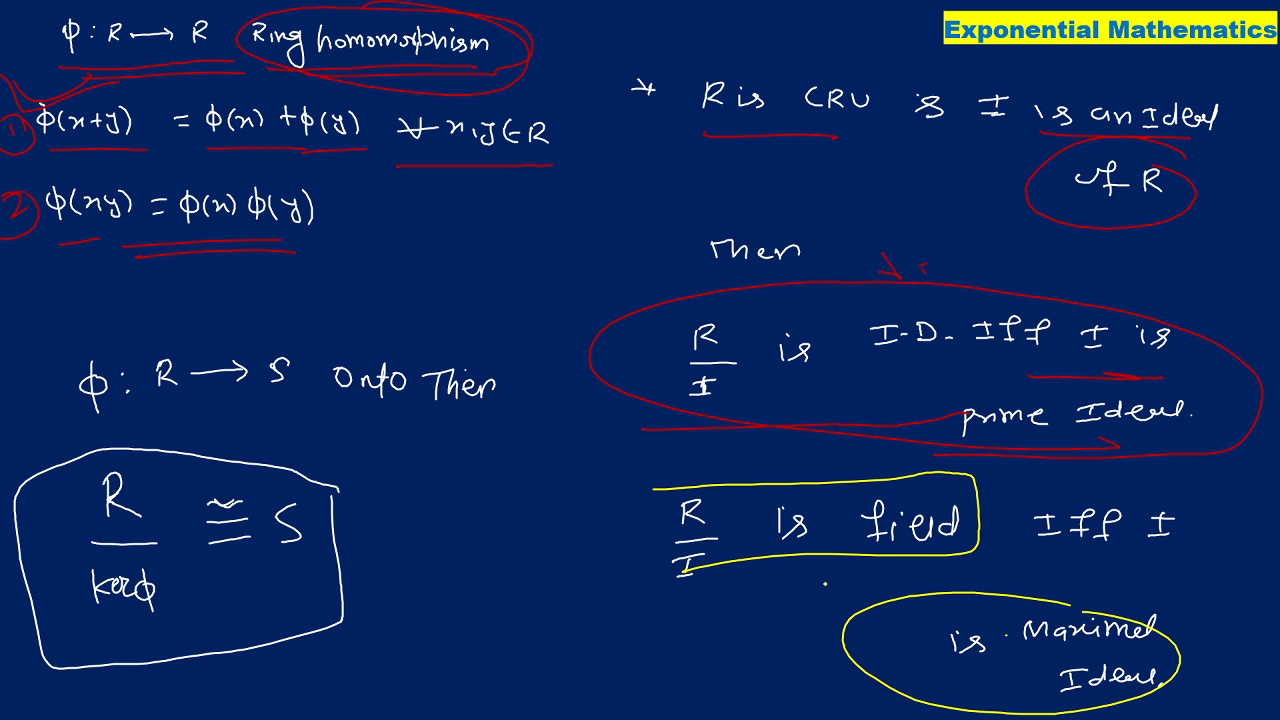 Exponential Mathematics
φ : R → R Ring homomorphism
1) φ(x+y) = φ(x) + φ(y) ∀ x,y ∈ R
2) φ(xy) = φ(x) φ(y)
φ : R → S onto Then
R
kerφ
≅ S
* R is CRU & I is an Ideal
of R
Then
R
I
is I.D. Iff I is
prime Ideal.
R
I
is field Iff I
is Maximal
Ideal.